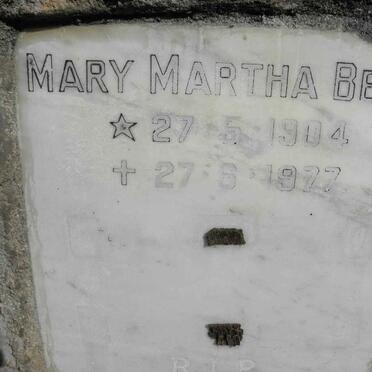 MARY MARTHA BE
☆ 27 5 1904
† 27 6 1977
R.I.P.